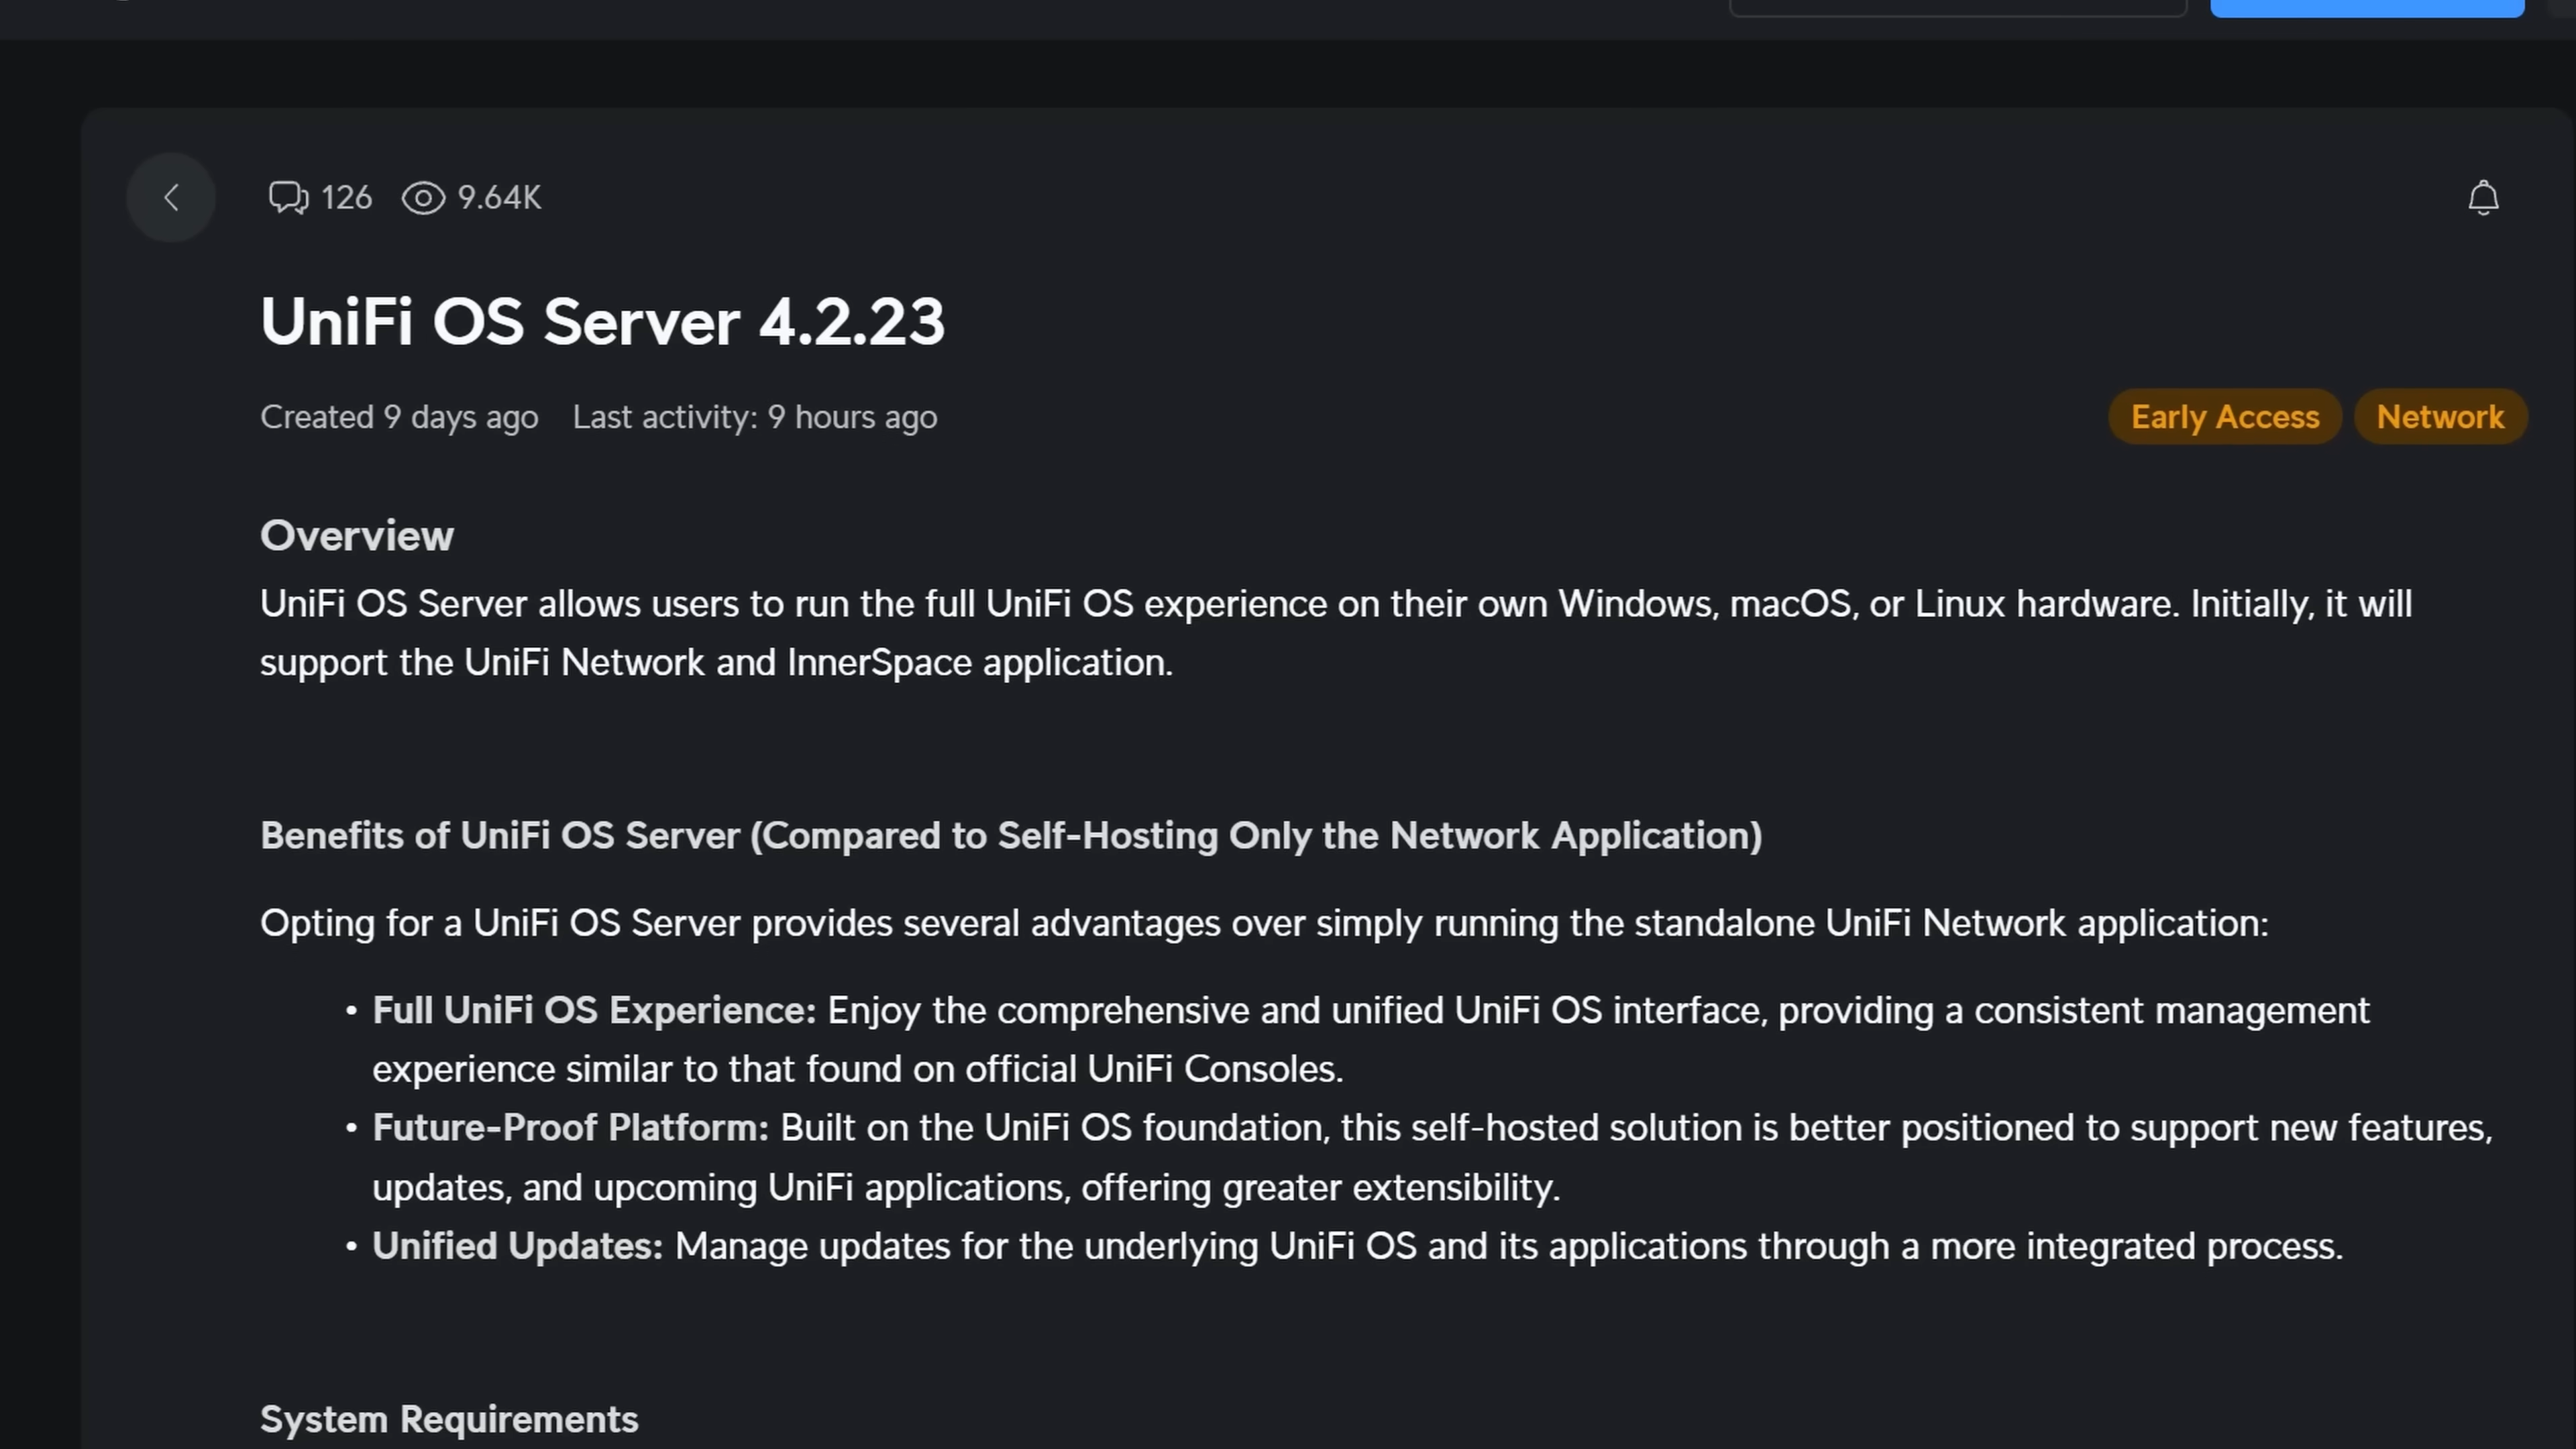 126 9.64K
UniFi OS Server 4.2.23
Created 9 days ago Last activity: 9 hours ago
Early Access Network
Overview
UniFi OS Server allows users to run the full UniFi OS experience on their own Windows, macOS, or Linux hardware. Initially, it will
support the UniFi Network and InnerSpace application.
Benefits of UniFi OS Server (Compared to Self-Hosting Only the Network Application)
Opting for a UniFi OS Server provides several advantages over simply running the standalone UniFi Network application:
• Full UniFi OS Experience: Enjoy the comprehensive and unified UniFi OS interface, providing a consistent management
experience similar to that found on official UniFi Consoles.
• Future-Proof Platform: Built on the UniFi OS foundation, this self-hosted solution is better positioned to support new features,
updates, and upcoming UniFi applications, offering greater extensibility.
• Unified Updates: Manage updates for the underlying UniFi OS and its applications through a more integrated process.
System Requirements